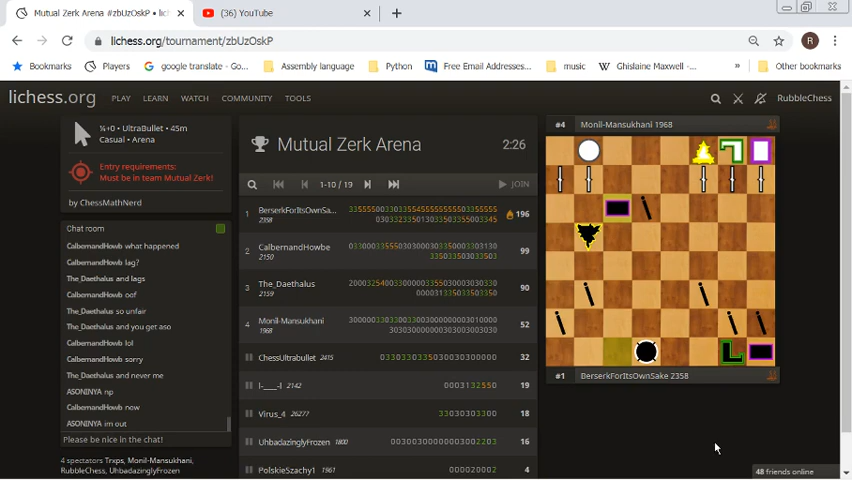 Mutual Zerk Arena #zbUzOskP • lic
(36) YouTube
lichess.org/tournament/zbUzOskP
R
Bookmarks
Players
google translate - Go...
Assembly language
Python
Free Email Addresses...
music
Ghislaine Maxwell -...
»
Other bookmarks
lichess.org
PLAY LEARN WATCH COMMUNITY TOOLS
RubbleChess
¼+0 • UltraBullet • 45m
Casual • Arena
Entry requirements:
Must be in team Mutual Zerk!
by ChessMathNerd
Chat room
CalbernandHowb what happened
CalbernandHowb lag?
The_Daethalus and lags
CalbernandHowb oof
The_Daethalus so unfair
The_Daethalus and you get aso
CalbernandHowb lol
CalbernandHowb sorry
The_Daethalus and never me
ASONINYA np
CalbernandHowb now
ASONINYA im out
Please be nice in the chat!
4 spectators Trxps, Monil-Mansukhani,
RubbleChess, UhbadazinglyFrozen
Mutual Zerk Arena
2:26
1-10 / 19
JOIN
1 BerserkForItsOwnSa...
2358
196
2 CalbernandHowbe
2150
99
3 The_Daethalus
2159
90
4 Monil-Mansukhani
1968
52
ChessUltrabullet 2415
32
l-____-l 2142
0003132550
19
Virus_4 2627?
18
UhbadazinglyFrozen 1800
16
PolskieSzachy1 1961
000020002
4
#4 Monil-Mansukhani 1968
#1 BerserkForItsOwnSake 2358
48 friends online